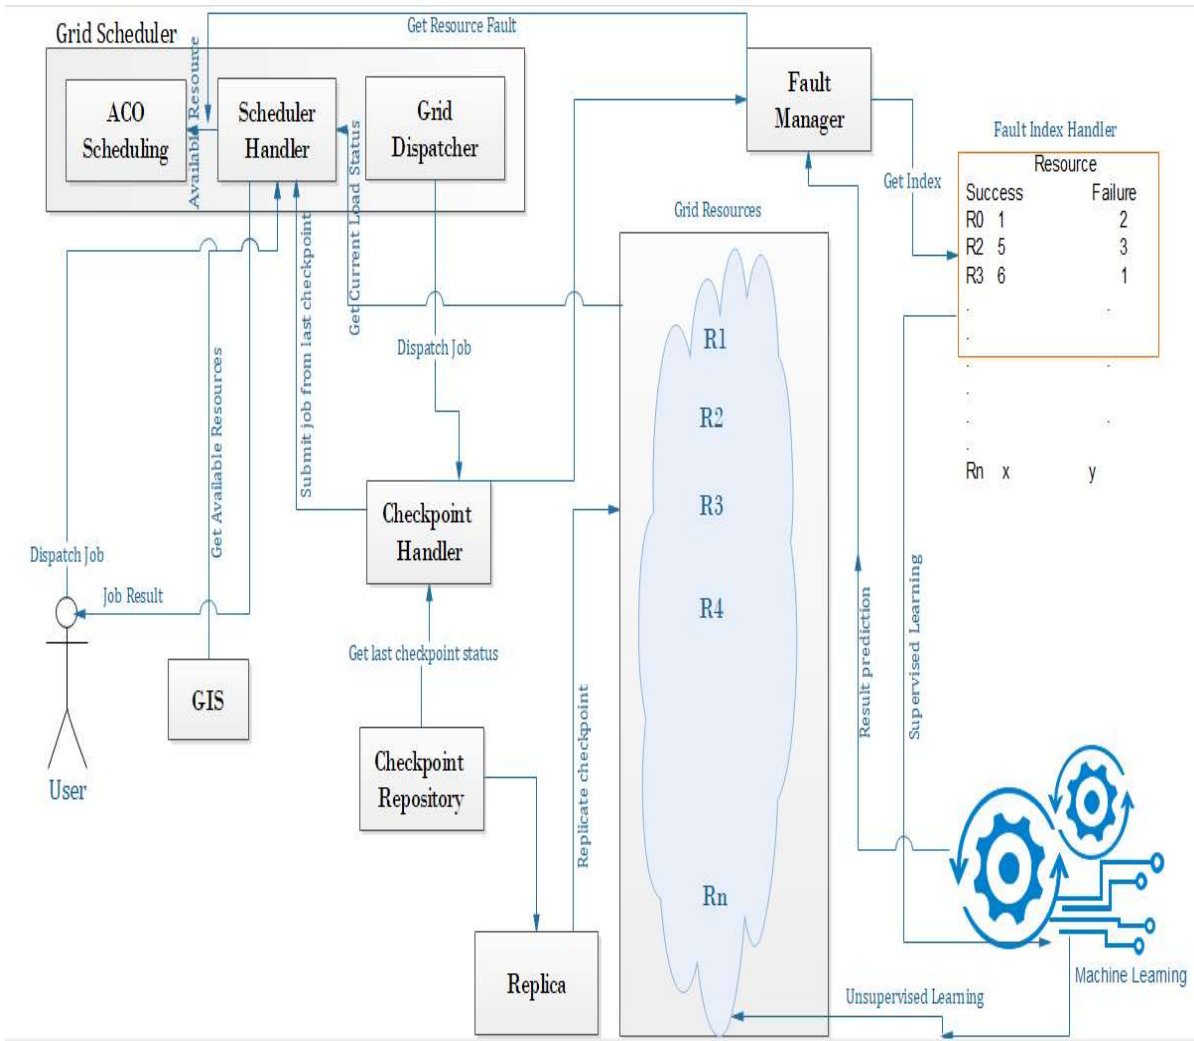 Get Resource Fault
Grid Scheduler
ACO
Scheduling
Available Resource
Scheduler
Handler
Grid
Dispatcher
Fault
Manager
Get Index
Fault Index Handler
Resource
Success Failure
R0 1 2
R2 5 3
R3 6 1
. .
.
. .
.
. .
.
Rn x y
Get Current Load Status
Submit job from last checkpoint
Get Available Resources
Dispatch Job
Grid Resources
R1
R2
R3
R4
Rn
Checkpoint
Handler
Dispatch Job
Job Result
User
GIS
Get last checkpoint status
Checkpoint
Repository
Replicate checkpoint
Replica
Result prediction
Supervised Learning
Machine Learning
Unsupervised Learning